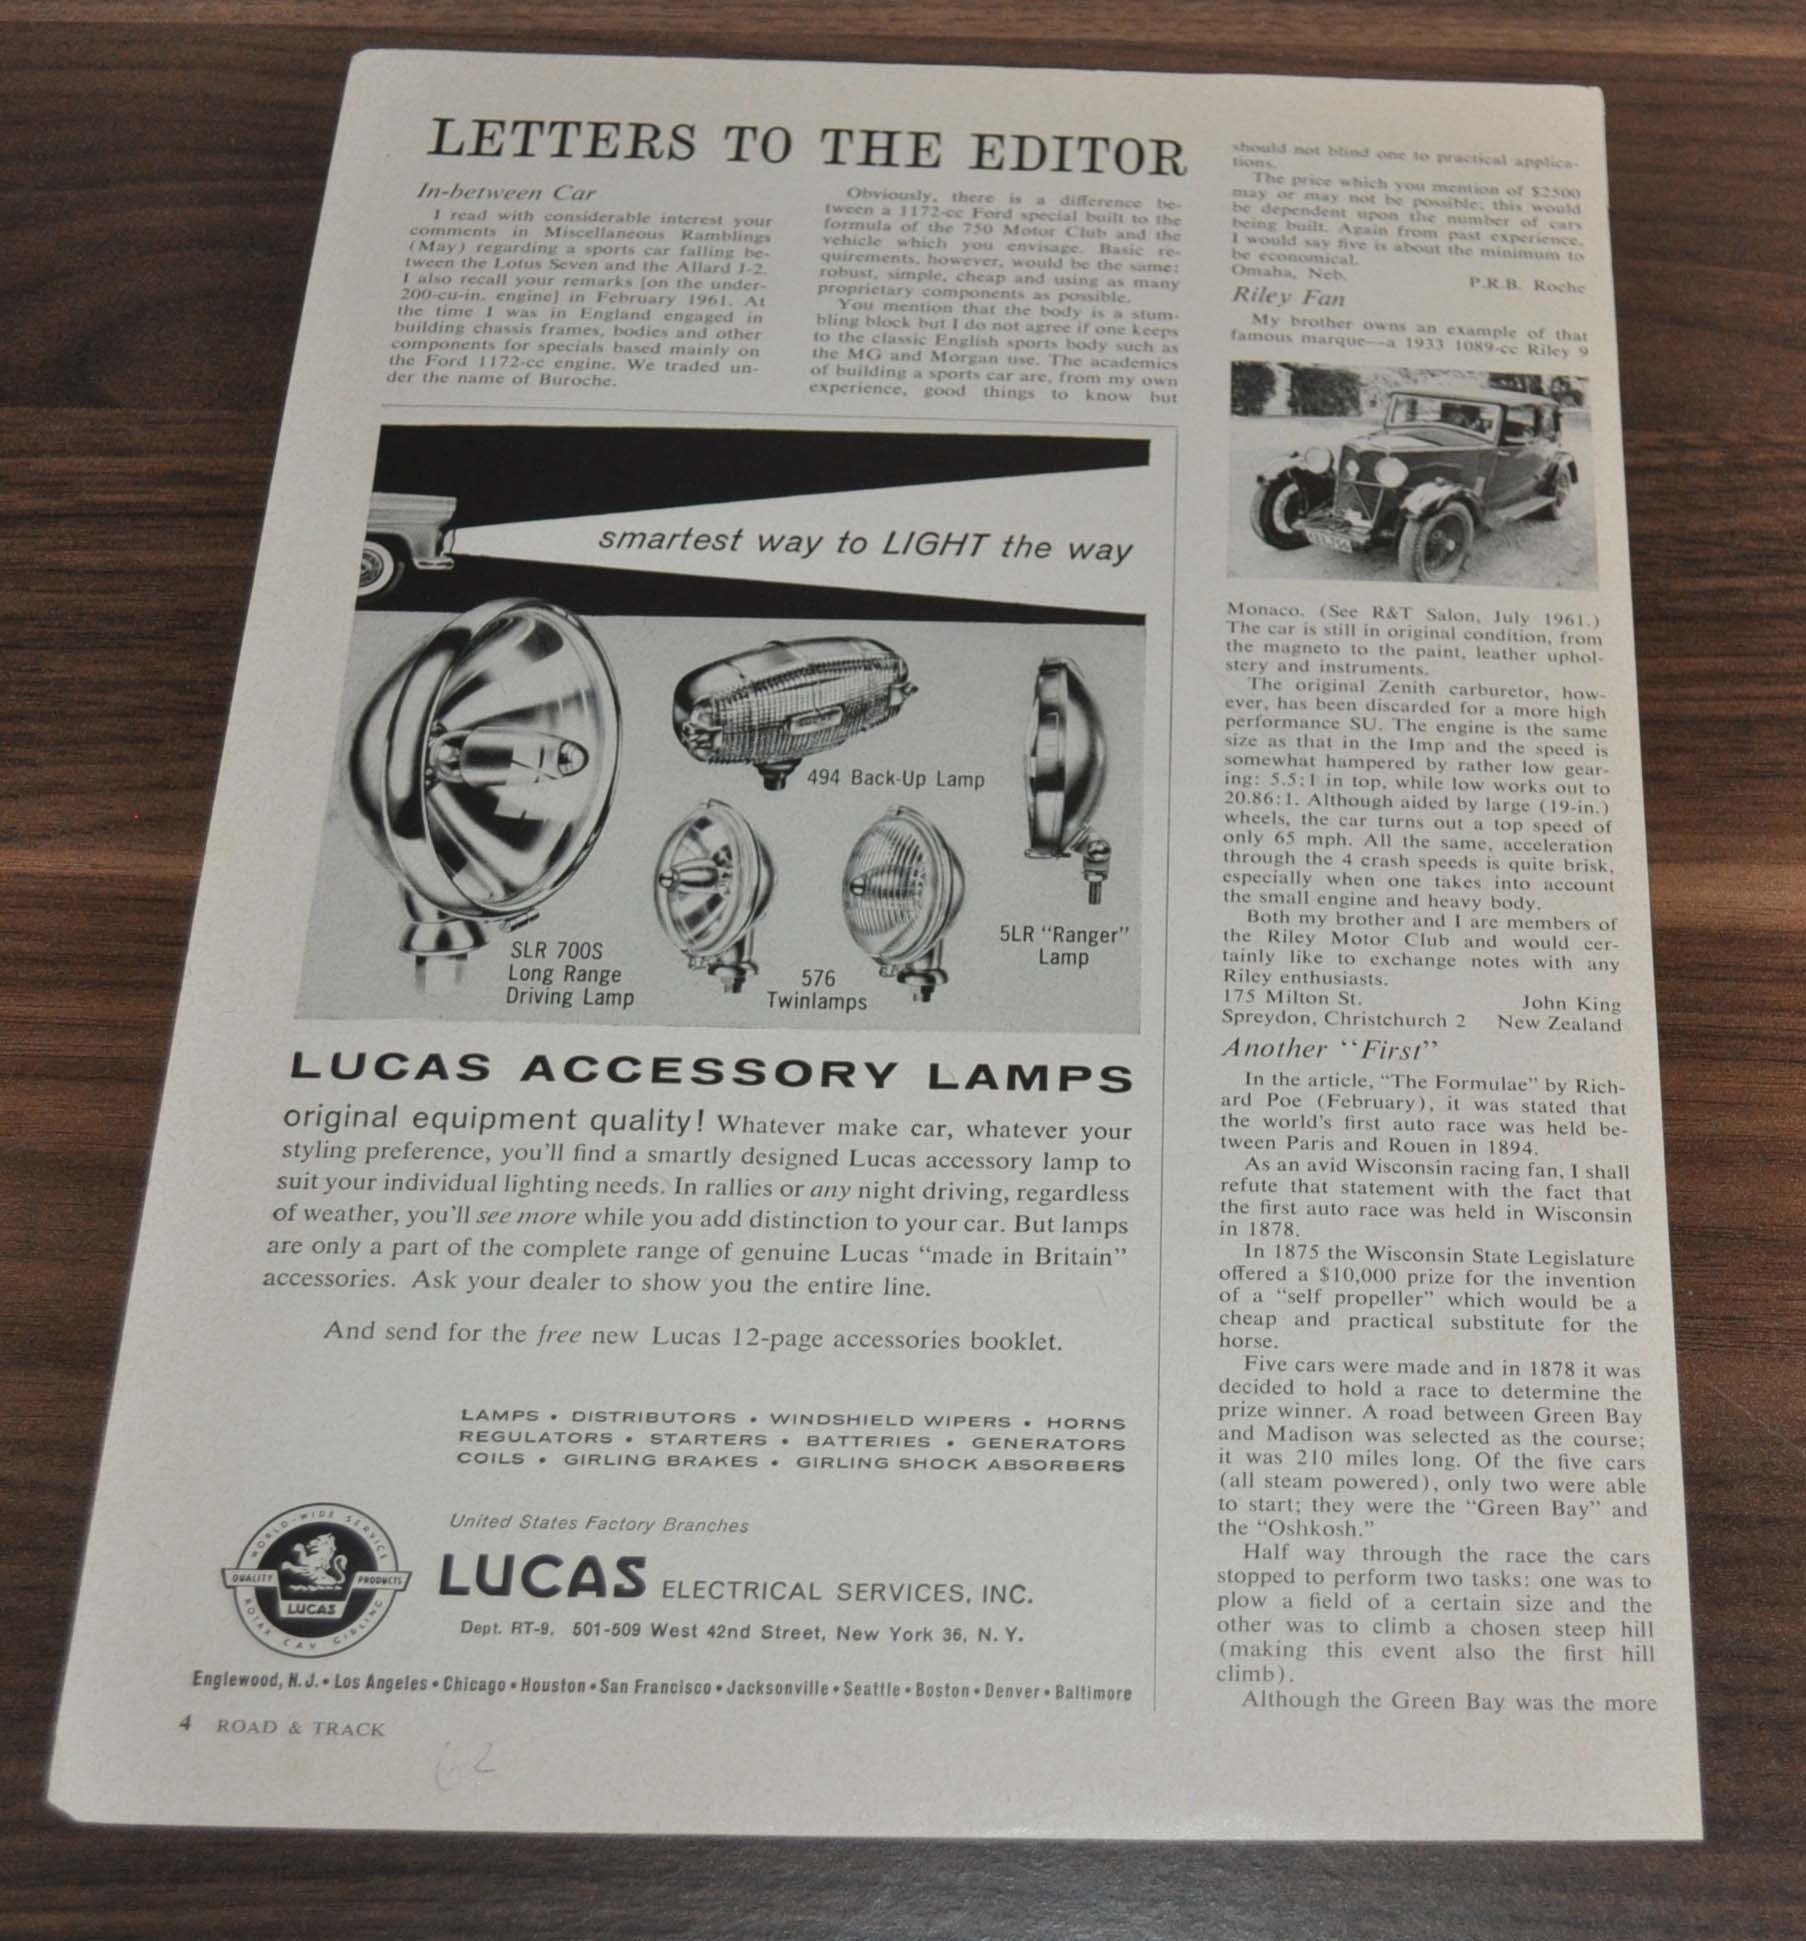 LETTERS TO THE EDITOR
In-between Car
I read with considerable interest your
comments in Miscellaneous Ramblings
(May) regarding a sports car falling be-
tween the Lotus Seven and the Allard J-2.
I also recall your remarks [on the under-
200-cu-in. engine] in February 1961. At
the time I was in England engaged in
building chassis frames, bodies and other
components for specials based mainly on
the Ford 1172-cc engine. We traded un-
der the name of Buroche.
Obviously, there is a difference be-
tween a 1172-cc Ford special built to the
formula of the 750 Motor Club and the
vehicle which you envisage. Basic re-
quirements, however, would be the same:
robust, simple, cheap and using as many
proprietary components as possible.
You mention that the body is a stum-
bling block but I do not agree if one keeps
to the classic English sports body such as
the MG and Morgan use. The academics
of building a sports car are, from my own
experience, good things to know but
should not blind one to practical applica-
tions.
The price which you mention of $2500
may or may not be possible; this would
be dependent upon the number of cars
being built. Again from past experience,
I would say five is about the minimum to
be economical.
Omaha, Neb. P.R.B. Roche
Riley Fan
My brother owns an example of that
famous marque—a 1933 1089-cc Riley 9
Monaco. (See R&T Salon, July 1961.)
The car is still in original condition, from
the magneto to the paint, leather uphol-
stery and instruments.
The original Zenith carburetor, how-
ever, has been discarded for a more high
performance SU. The engine is the same
size as that in the Imp and the speed is
somewhat hampered by rather low gear-
ing: 5.5:1 in top, while low works out to
20.86:1. Although aided by large (19-in.)
wheels, the car turns out a top speed of
only 65 mph. All the same, acceleration
through the 4 crash speeds is quite brisk,
especially when one takes into account
the small engine and heavy body.
Both my brother and I are members of
the Riley Motor Club and would cer-
tainly like to exchange notes with any
Riley enthusiasts.
175 Milton St. John King
Spreydon, Christchurch 2 New Zealand
Another "First"
In the article, "The Formulae" by Rich-
ard Poe (February), it was stated that
the world's first auto race was held be-
tween Paris and Rouen in 1894.
As an avid Wisconsin racing fan, I shall
refute that statement with the fact that
the first auto race was held in Wisconsin
in 1878.
In 1875 the Wisconsin State Legislature
offered a $10,000 prize for the invention
of a "self propeller" which would be a
cheap and practical substitute for the
horse.
Five cars were made and in 1878 it was
decided to hold a race to determine the
prize winner. A road between Green Bay
and Madison was selected as the course;
it was 210 miles long. Of the five cars
(all steam powered), only two were able
to start; they were the "Green Bay" and
the "Oshkosh."
Half way through the race the cars
stopped to perform two tasks: one was to
plow a field of a certain size and the
other was to climb a chosen steep hill
(making this event also the first hill
climb).
Although the Green Bay was the more
smartest way to LIGHT the way
494 Back-Up Lamp
SLR 700S
Long Range
Driving Lamp
576
Twinlamps
5LR "Ranger"
Lamp
LUCAS ACCESSORY LAMPS
original equipment quality! Whatever make car, whatever your
styling preference, you'll find a smartly designed Lucas accessory lamp to
suit your individual lighting needs. In rallies or any night driving, regardless
of weather, you'll see more while you add distinction to your car. But lamps
are only a part of the complete range of genuine Lucas "made in Britain"
accessories. Ask your dealer to show you the entire line.
And send for the free new Lucas 12-page accessories booklet.
LAMPS • DISTRIBUTORS • WINDSHIELD WIPERS • HORNS
REGULATORS • STARTERS • BATTERIES • GENERATORS
COILS • GIRLING BRAKES • GIRLING SHOCK ABSORBERS
WORLD-WIDE SERVICE
QUALITY PRODUCTS
LUCAS
ROTAX CAV GIRLING
United States Factory Branches
LUCAS ELECTRICAL SERVICES, INC.
Dept. RT-9, 501-509 West 42nd Street, New York 36, N. Y.
Englewood, N.J. • Los Angeles • Chicago • Houston • San Francisco • Jacksonville • Seattle • Boston • Denver • Baltimore
4 ROAD & TRACK